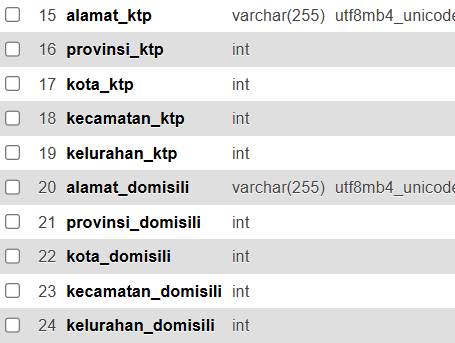 15 alamat_ktp varchar(255) utf8mb4_unicode
16 provinsi_ktp int
17 kota_ktp int
18 kecamatan_ktp int
19 kelurahan_ktp int
20 alamat_domisili varchar(255) utf8mb4_unicode
21 provinsi_domisili int
22 kota_domisili int
23 kecamatan_domisili int
24 kelurahan_domisili int